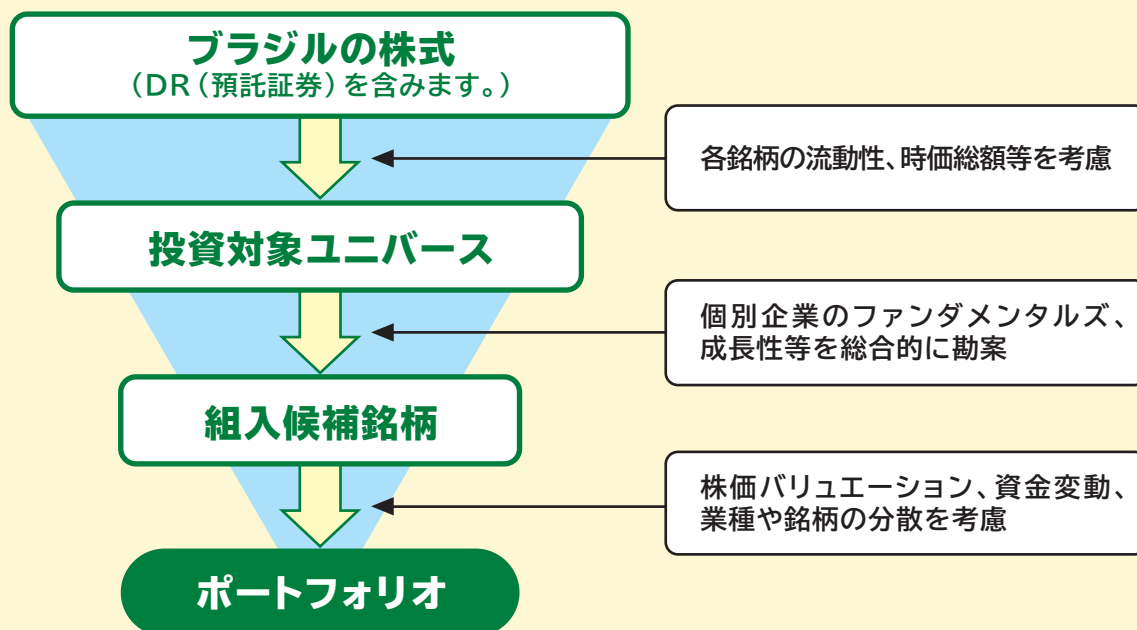 ブラジルの株式
(DR(預託証券)を含みます。)
各銘柄の流動性、時価総額等を考慮
投資対象ユニバース
個別企業のファンダメンタルズ、
成長性等を総合的に勘案
組入候補銘柄
株価バリュエーション、資金変動、
業種や銘柄の分散を考慮
ポートフォリオ